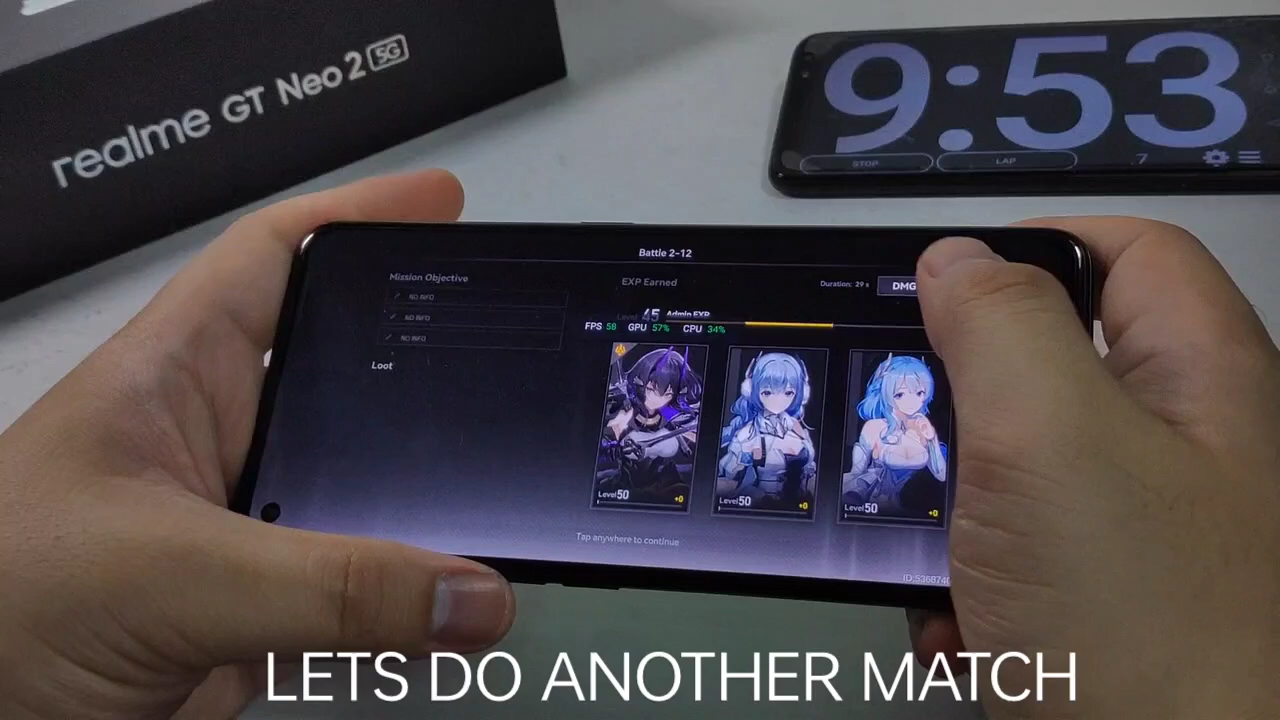 realme GT Neo 2 5G
9:53
STOP
LAP
7
Battle 2-12
Mission Objective
NO INFO
NO INFO
NO INFO
Loot
EXP Earned
Duration: 29 s
DMG
Level 45 Admin EXP
FPS 58 GPU 57% CPU 34%
Level 50 +0
Level 50 +0
Level 50 +0
Tap anywhere to continue
LETS DO ANOTHER MATCH